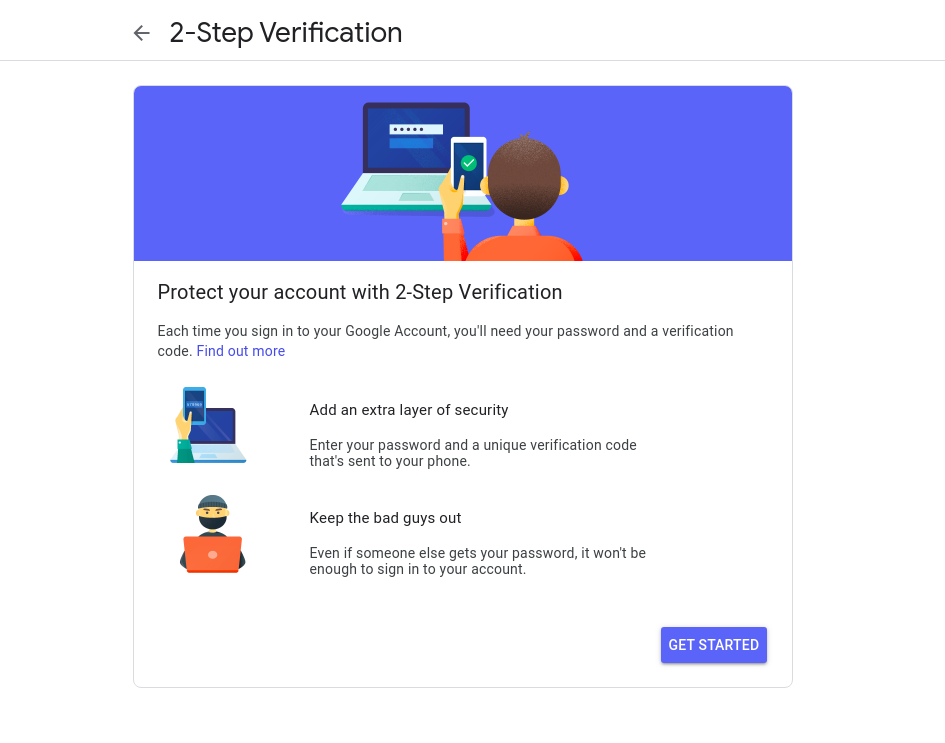 2-Step Verification
Protect your account with 2-Step Verification
Each time you sign in to your Google Account, you'll need your password and a verification
code. Find out more
Add an extra layer of security
Enter your password and a unique verification code
that's sent to your phone.
Keep the bad guys out
Even if someone else gets your password, it won't be
enough to sign in to your account.
GET STARTED